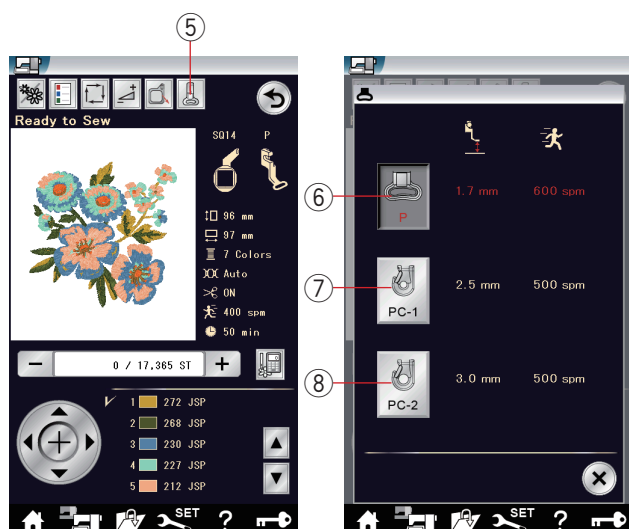 5
Ready to Sew
SQ14 P
96 mm
97 mm
7 Colors
Auto
ON
400 spm
50 min
− 0 / 17,365 ST +
1 272 JSP
2 268 JSP
3 230 JSP
4 227 JSP
5 212 JSP
SET ?
6
P 1.7 mm 600 spm
7
PC-1 2.5 mm 500 spm
8
PC-2 3.0 mm 500 spm
SET ?